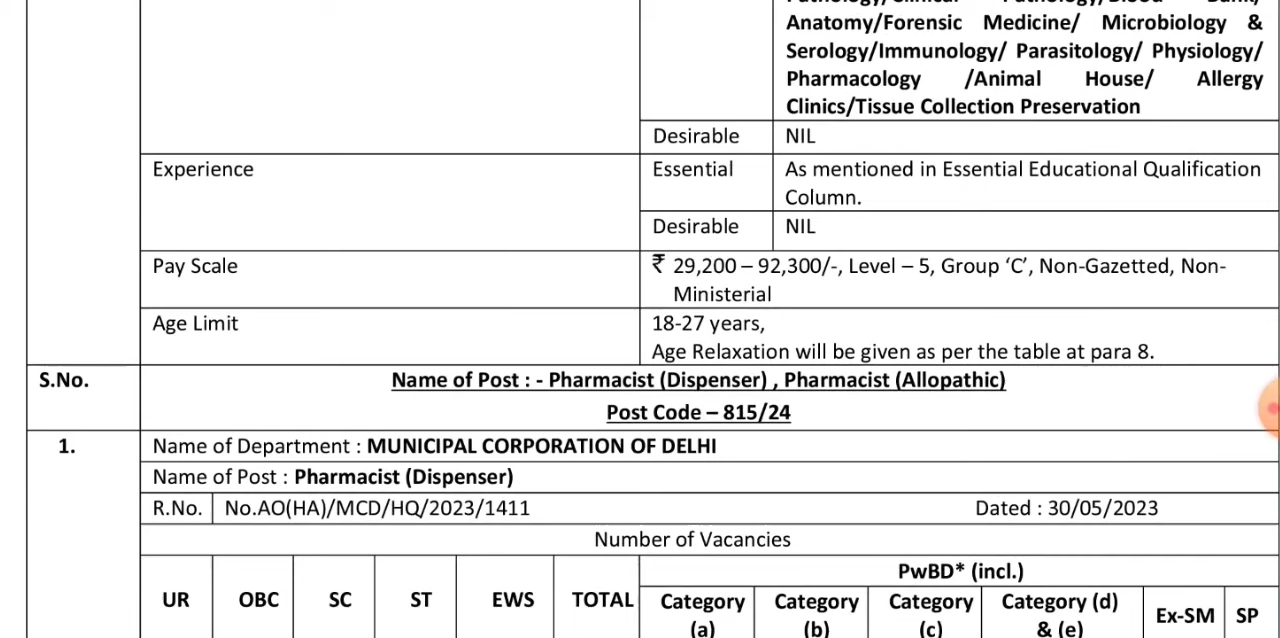 Anatomy/Forensic Medicine/ Microbiology &
Serology/Immunology/ Parasitology/ Physiology/
Pharmacology /Animal House/ Allergy
Clinics/Tissue Collection Preservation
Desirable NIL
Experience Essential As mentioned in Essential Educational Qualification
Column.
Desirable NIL
Pay Scale ₹ 29,200 – 92,300/-, Level – 5, Group ‘C’, Non-Gazetted, Non-
Ministerial
Age Limit 18-27 years,
Age Relaxation will be given as per the table at para 8.
S.No. Name of Post : - Pharmacist (Dispenser) , Pharmacist (Allopathic)
Post Code – 815/24
1. Name of Department : MUNICIPAL CORPORATION OF DELHI
Name of Post : Pharmacist (Dispenser)
R.No. No.AO(HA)/MCD/HQ/2023/1411 Dated : 30/05/2023
Number of Vacancies
PwBD* (incl.)
UR OBC SC ST EWS TOTAL Category Category Category Category (d) Ex-SM SP
(a) (b) (c) & (e)